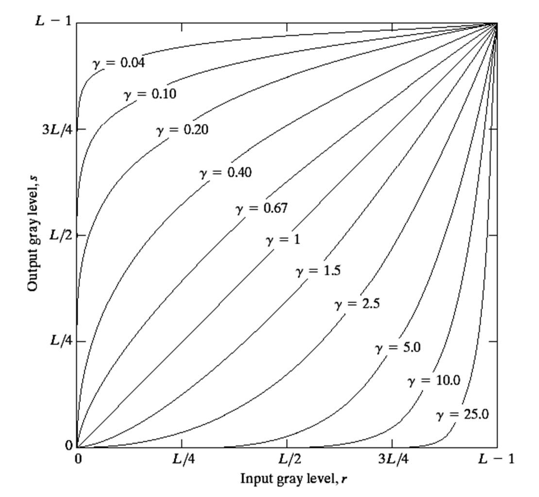 L − 1
γ = 0.04
γ = 0.10
3L/4
γ = 0.20
γ = 0.40
γ = 0.67
L/2
γ = 1
γ = 1.5
γ = 2.5
L/4
γ = 5.0
γ = 10.0
γ = 25.0
0
0 L/4 L/2 3L/4 L − 1
Input gray level, r
Output gray level, s